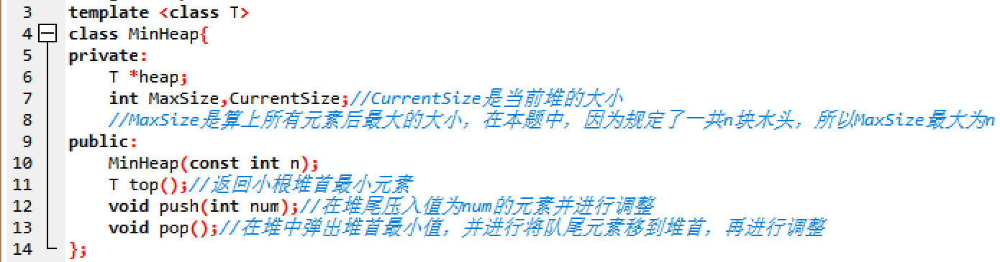 3 template <class T>
4 class MinHeap{
5 private:
6 T *heap;
7 int MaxSize,CurrentSize;//CurrentSize是当前堆的大小
8 //MaxSize是算上所有元素后最大的大小，在本题中，因为规定了一共n块木头，所以MaxSize最大为n
9 public:
10 MinHeap(const int n);
11 T top();//返回小根堆首最小元素
12 void push(int num);//在堆尾压入值为num的元素并进行调整
13 void pop();//在堆中弹出堆首最小值，并进行将队尾元素移到堆首，再进行调整
14 };